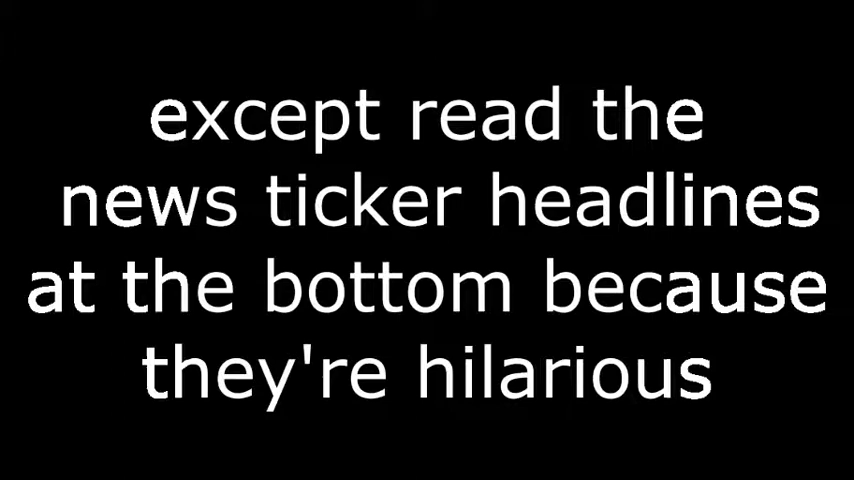 except read the
news ticker headlines
at the bottom because
they're hilarious